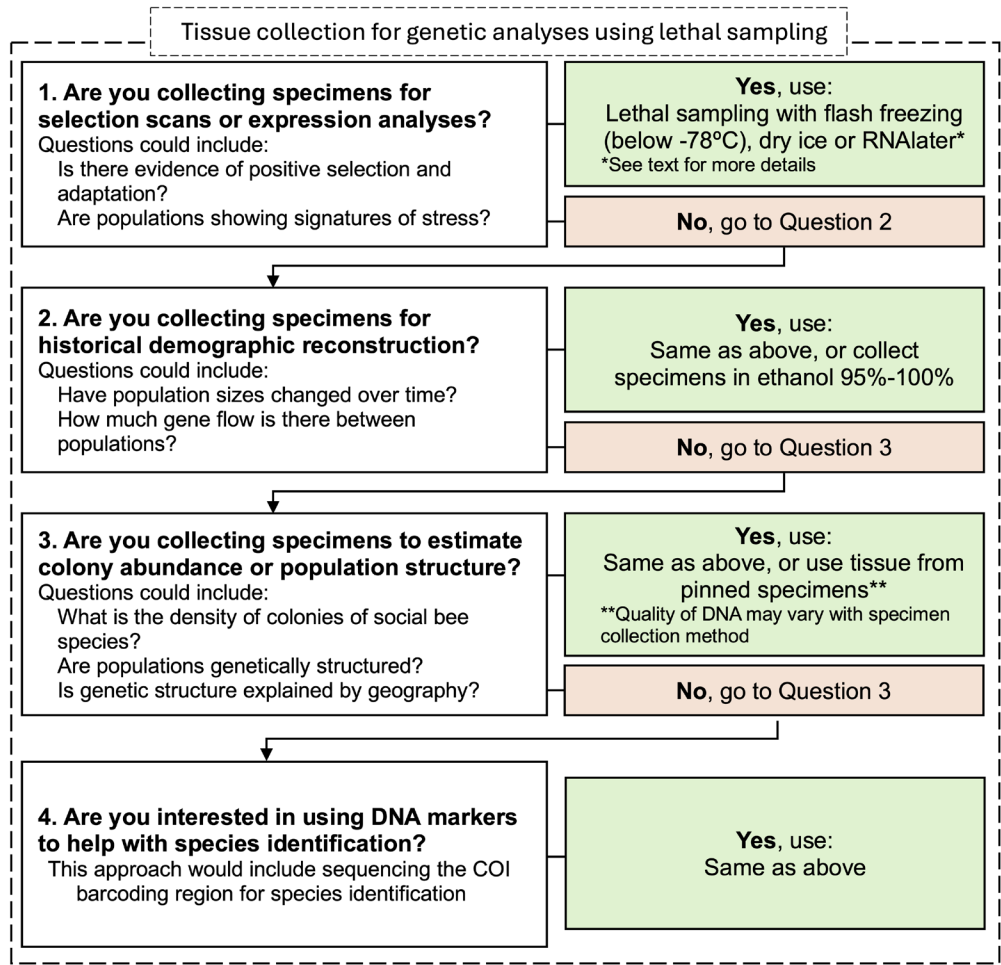 Tissue collection for genetic analyses using lethal sampling
1. Are you collecting specimens for
selection scans or expression analyses?
Questions could include:
Is there evidence of positive selection and
adaptation?
Are populations showing signatures of stress?
Yes, use:
Lethal sampling with flash freezing
(below -78ºC), dry ice or RNAlater*
*See text for more details
No, go to Question 2
2. Are you collecting specimens for
historical demographic reconstruction?
Questions could include:
Have population sizes changed over time?
How much gene flow is there between
populations?
Yes, use:
Same as above, or collect
specimens in ethanol 95%-100%
No, go to Question 3
3. Are you collecting specimens to estimate
colony abundance or population structure?
Questions could include:
What is the density of colonies of social bee
species?
Are populations genetically structured?
Is genetic structure explained by geography?
Yes, use:
Same as above, or use tissue from
pinned specimens**
**Quality of DNA may vary with specimen
collection method
No, go to Question 3
4. Are you interested in using DNA markers
to help with species identification?
This approach would include sequencing the COI
barcoding region for species identification
Yes, use:
Same as above